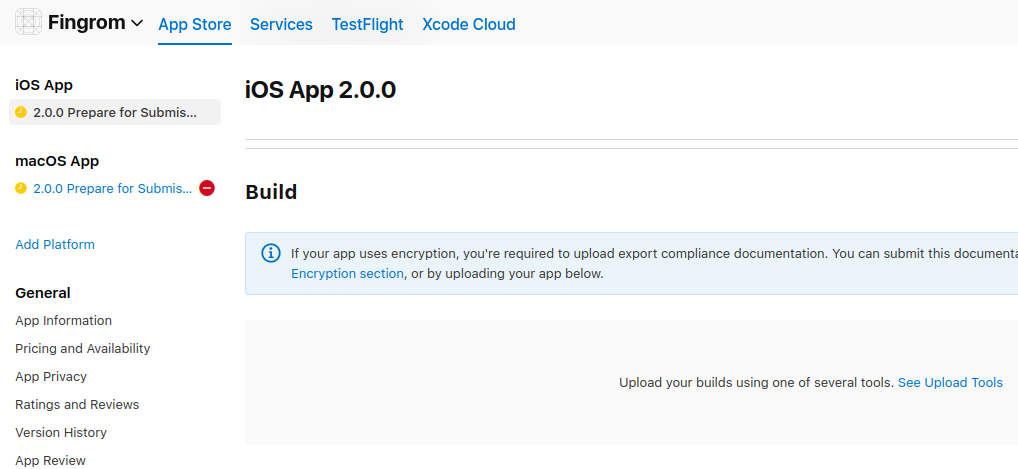 Fingrom App Store Services TestFlight Xcode Cloud
iOS App
2.0.0 Prepare for Submis...
macOS App
2.0.0 Prepare for Submis...
Add Platform
General
App Information
Pricing and Availability
App Privacy
Ratings and Reviews
Version History
App Review
iOS App 2.0.0
Build
If your app uses encryption, you're required to upload export compliance documentation. You can submit this documenta
Encryption section, or by uploading your app below.
Upload your builds using one of several tools. See Upload Tools